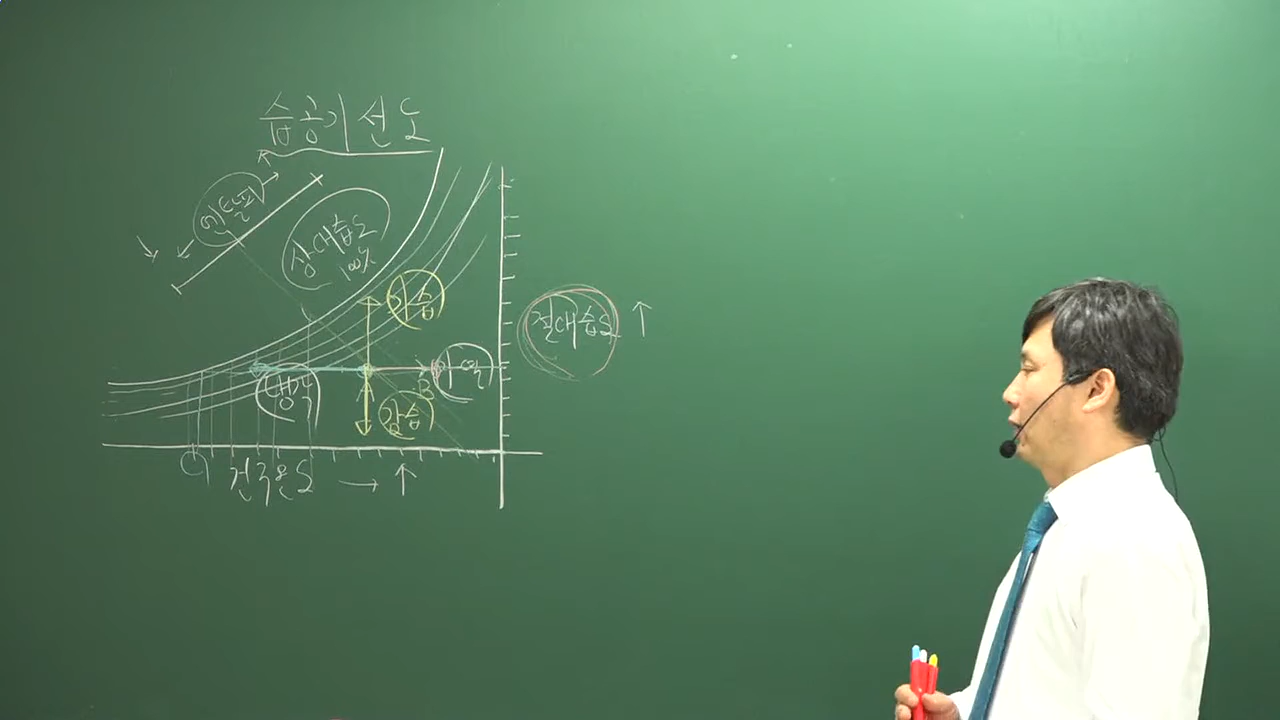 습공기 선도
엔탈피
상대습도
100%
가습
절대습도 ↑
냉각
A
B
가열
감습
건구온도 → ↑